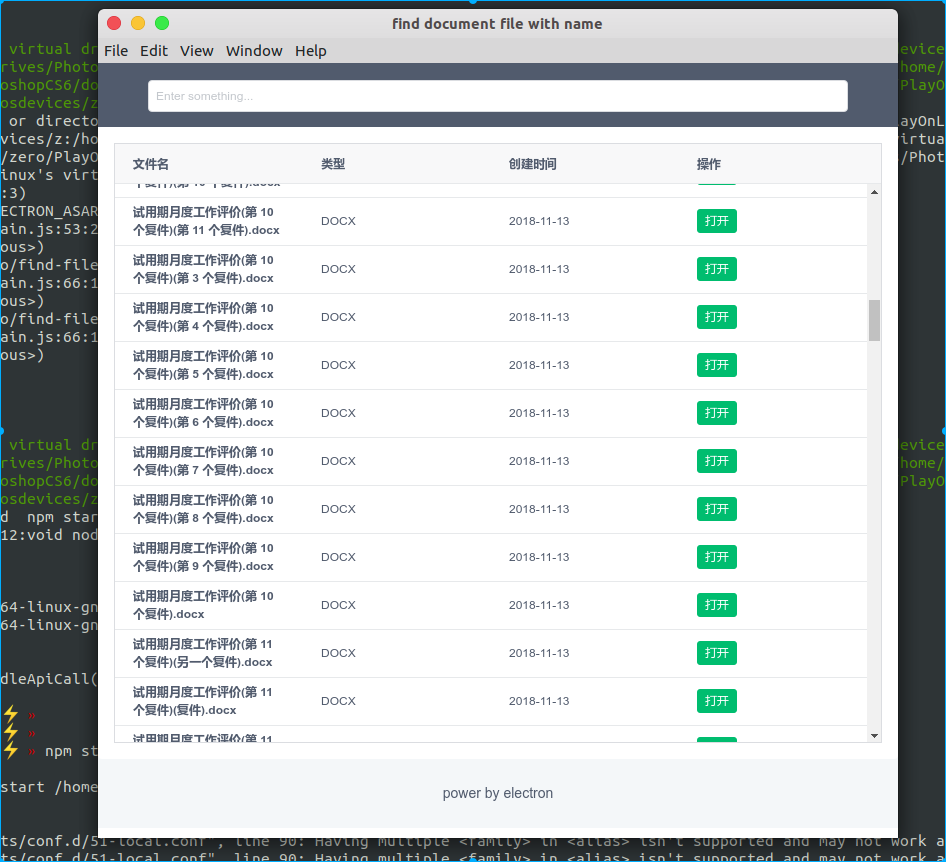 find document file with name
File Edit View Window Help
Enter something...
文件名 类型 创建时间 操作
试用期月度工作评价(第 10
个复件)(第 11 个复件).docx
DOCX 2018-11-13 打开
试用期月度工作评价(第 10
个复件)(第 3 个复件).docx
DOCX 2018-11-13 打开
试用期月度工作评价(第 10
个复件)(第 4 个复件).docx
DOCX 2018-11-13 打开
试用期月度工作评价(第 10
个复件)(第 5 个复件).docx
DOCX 2018-11-13 打开
试用期月度工作评价(第 10
个复件)(第 6 个复件).docx
DOCX 2018-11-13 打开
试用期月度工作评价(第 10
个复件)(第 7 个复件).docx
DOCX 2018-11-13 打开
试用期月度工作评价(第 10
个复件)(第 8 个复件).docx
DOCX 2018-11-13 打开
试用期月度工作评价(第 10
个复件)(第 9 个复件).docx
DOCX 2018-11-13 打开
试用期月度工作评价(第 10
个复件).docx
DOCX 2018-11-13 打开
试用期月度工作评价(第 11
个复件)(另一个复件).docx
DOCX 2018-11-13 打开
试用期月度工作评价(第 11
个复件)(复件).docx
DOCX 2018-11-13 打开
试用期月度工作评价(第 11
power by electron
virtual dr
rives/Photo
oshopCS6/do
osdevices/z
or directo
vices/z:/ho
/zero/PlayO
inux's virt
:3)
ECTRON_ASAR
ain.js:53:2
ous>)
o/find-file
ain.js:66:1
ous>)
o/find-file
ain.js:66:1
ous>)
virtual dr
rives/Photo
oshopCS6/do
osdevices/z
d npm star
12:void nod
64-linux-gn
64-linux-gn
dleApiCall(
»
»
» npm st
start /home
evice
home/
PlayO
ayOnL
irtua
/Phot
evice
home/
PlayO
ts/conf.d/51-local.conf", line 90: Having multiple <family> in <alias> isn't supported and may not work a
ts/conf.d/51-local.conf", line 90: Having multiple <family> in <alias> isn't supported and may not work a